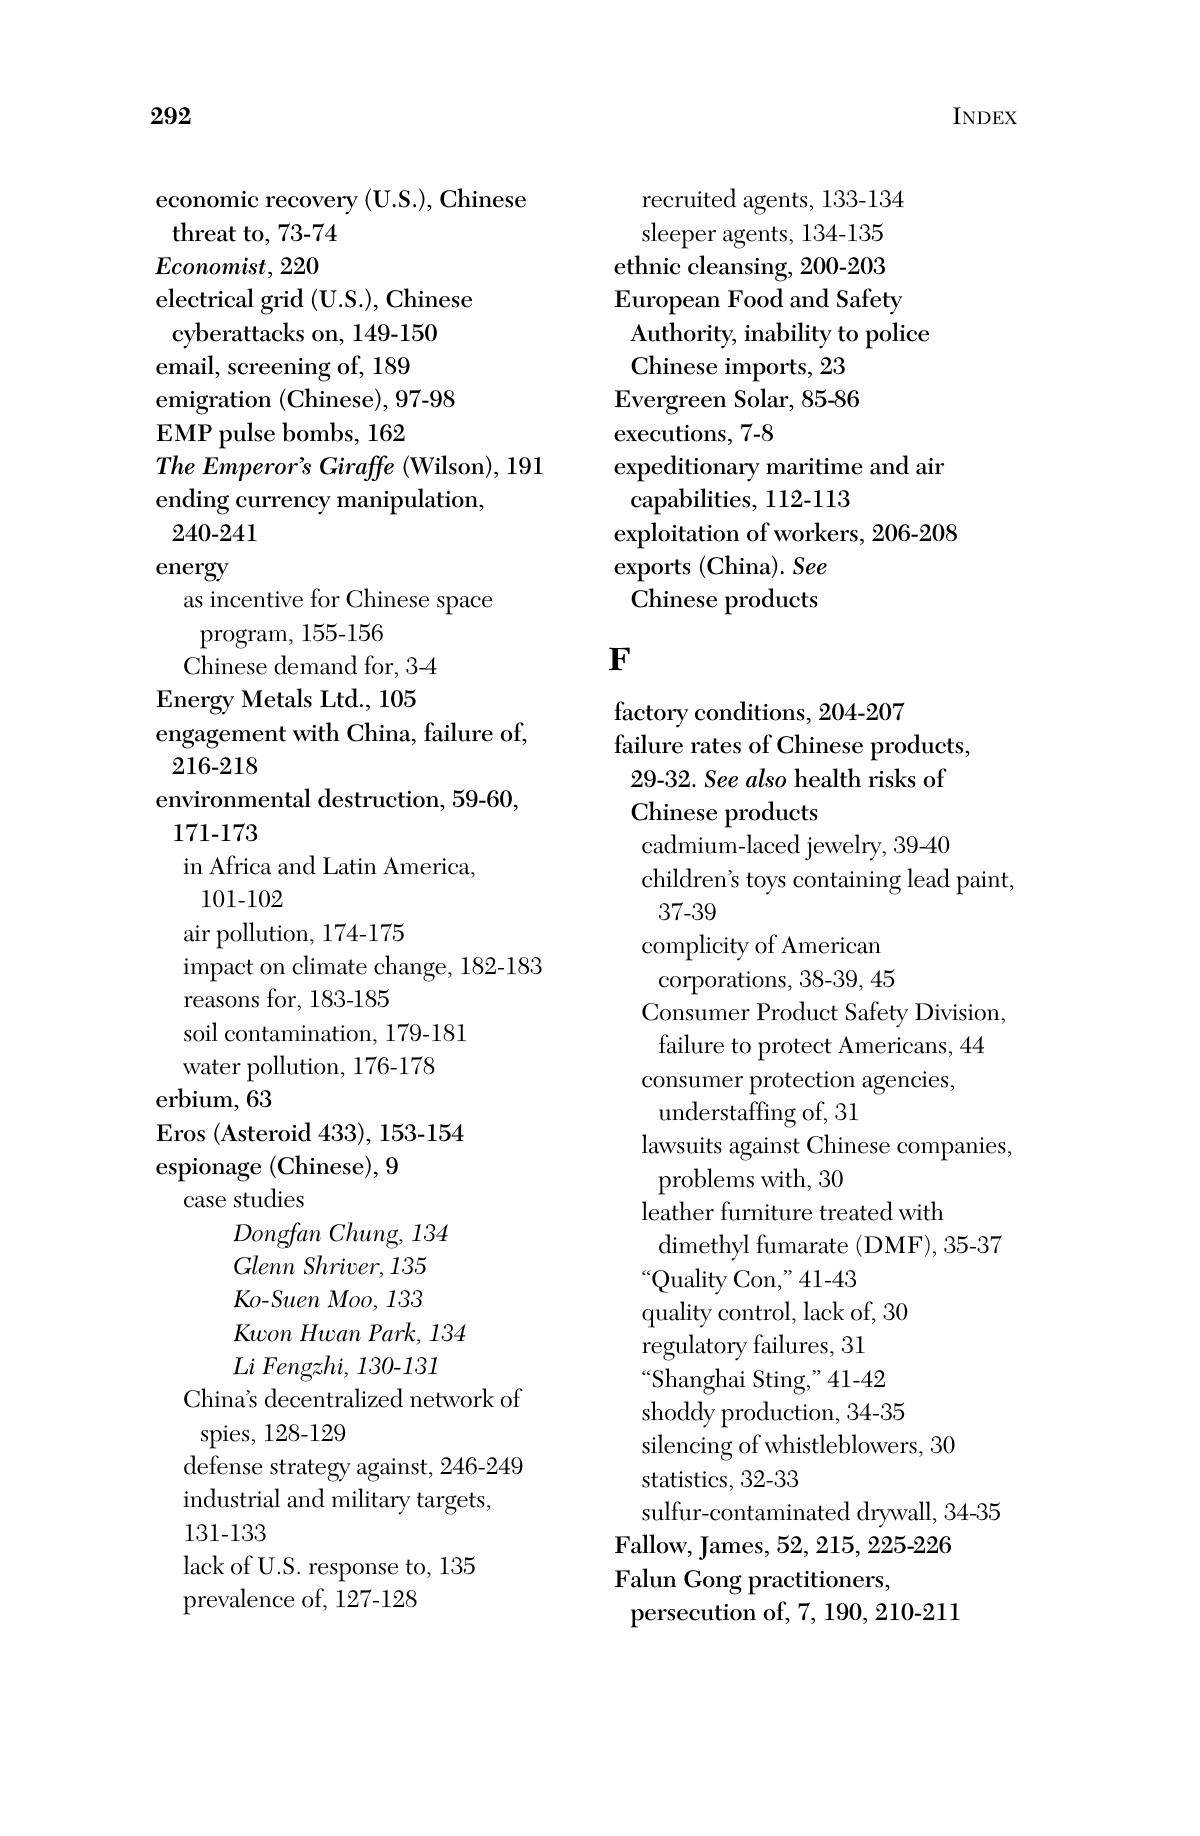 292
INDEX
economic recovery (U.S.), Chinese
threat to, 73-74
Economist, 220
electrical grid (U.S.), Chinese
cyberattacks on, 149-150
email, screening of, 189
emigration (Chinese), 97-98
EMP pulse bombs, 162
The Emperor’s Giraffe (Wilson), 191
ending currency manipulation,
240-241
energy
as incentive for Chinese space
program, 155-156
Chinese demand for, 3-4
Energy Metals Ltd., 105
engagement with China, failure of,
216-218
environmental destruction, 59-60,
171-173
in Africa and Latin America,
101-102
air pollution, 174-175
impact on climate change, 182-183
reasons for, 183-185
soil contamination, 179-181
water pollution, 176-178
erbium, 63
Eros (Asteroid 433), 153-154
espionage (Chinese), 9
case studies
Dongfan Chung, 134
Glenn Shriver, 135
Ko-Suen Moo, 133
Kwon Hwan Park, 134
Li Fengzhi, 130-131
China’s decentralized network of
spies, 128-129
defense strategy against, 246-249
industrial and military targets,
131-133
lack of U.S. response to, 135
prevalence of, 127-128
recruited agents, 133-134
sleeper agents, 134-135
ethnic cleansing, 200-203
European Food and Safety
Authority, inability to police
Chinese imports, 23
Evergreen Solar, 85-86
executions, 7-8
expeditionary maritime and air
capabilities, 112-113
exploitation of workers, 206-208
exports (China). See
Chinese products
F
factory conditions, 204-207
failure rates of Chinese products,
29-32. See also health risks of
Chinese products
cadmium-laced jewelry, 39-40
children’s toys containing lead paint,
37-39
complicity of American
corporations, 38-39, 45
Consumer Product Safety Division,
failure to protect Americans, 44
consumer protection agencies,
understaffing of, 31
lawsuits against Chinese companies,
problems with, 30
leather furniture treated with
dimethyl fumarate (DMF), 35-37
“Quality Con,” 41-43
quality control, lack of, 30
regulatory failures, 31
“Shanghai Sting,” 41-42
shoddy production, 34-35
silencing of whistleblowers, 30
statistics, 32-33
sulfur-contaminated drywall, 34-35
Fallow, James, 52, 215, 225-226
Falun Gong practitioners,
persecution of, 7, 190, 210-211